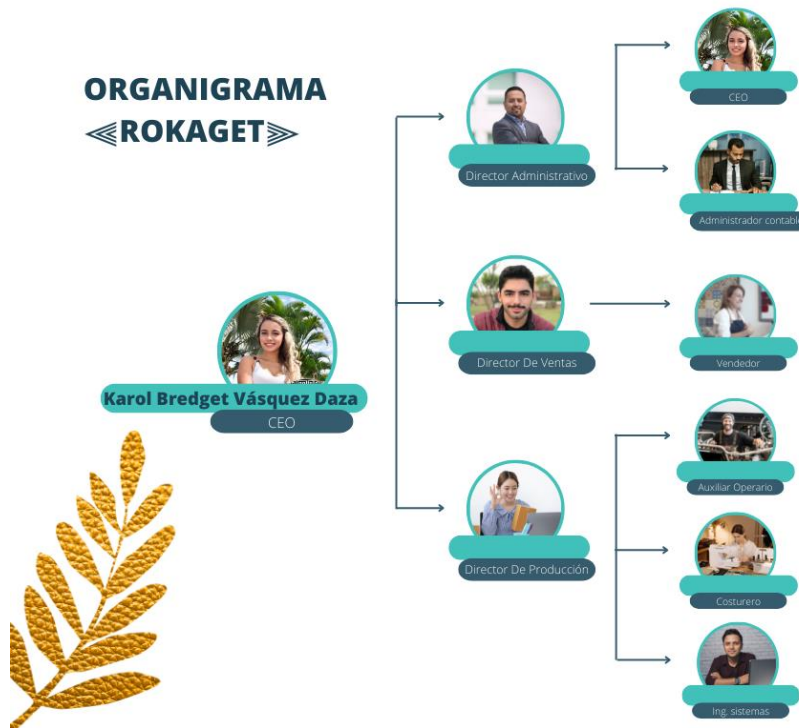 ORGANIGRAMA
⋘ROKAGET⋙
Karol Bredget Vásquez Daza
CEO
Director Administrativo
CEO
Administrador contable
Director De Ventas
Vendedor
Director De Producción
Auxiliar Operario
Costurero
Ing. sistemas